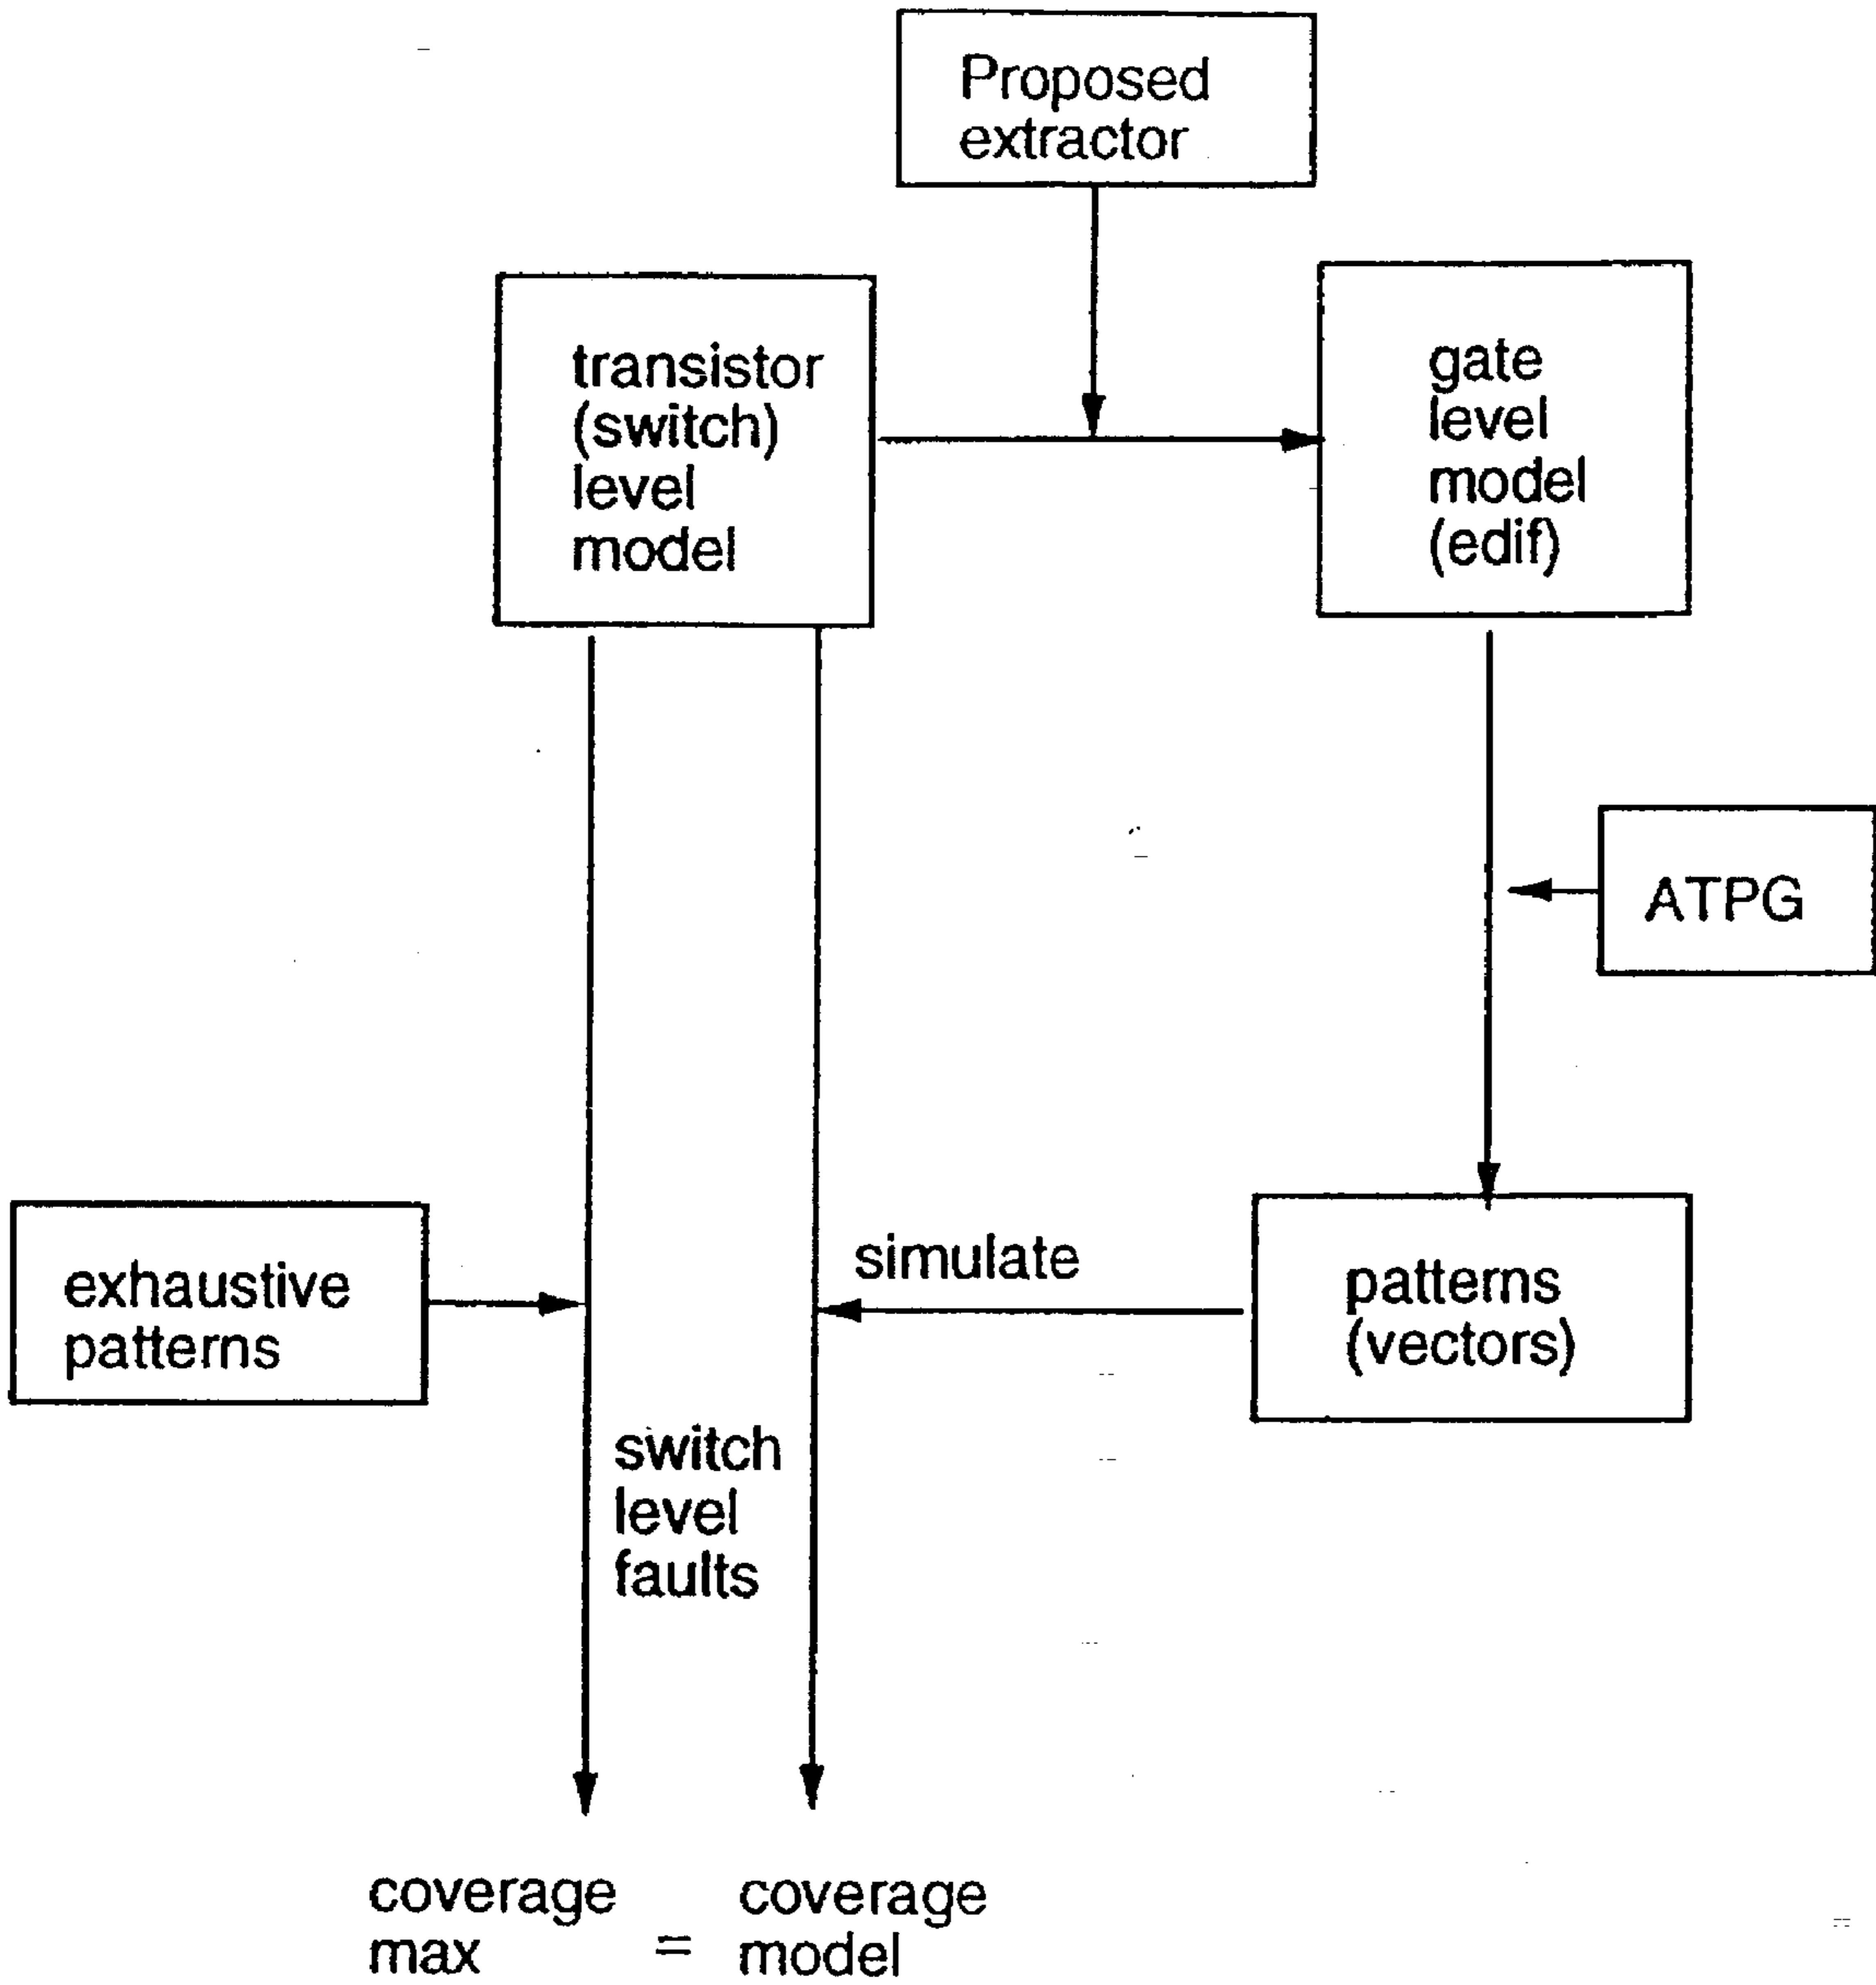 Proposed
extractor
transistor
(switch)
level
model
gate
level
model
(edif)
ATPG
exhaustive
patterns
simulate
patterns
(vectors)
switch
level
faults
coverage
max
=
coverage
model